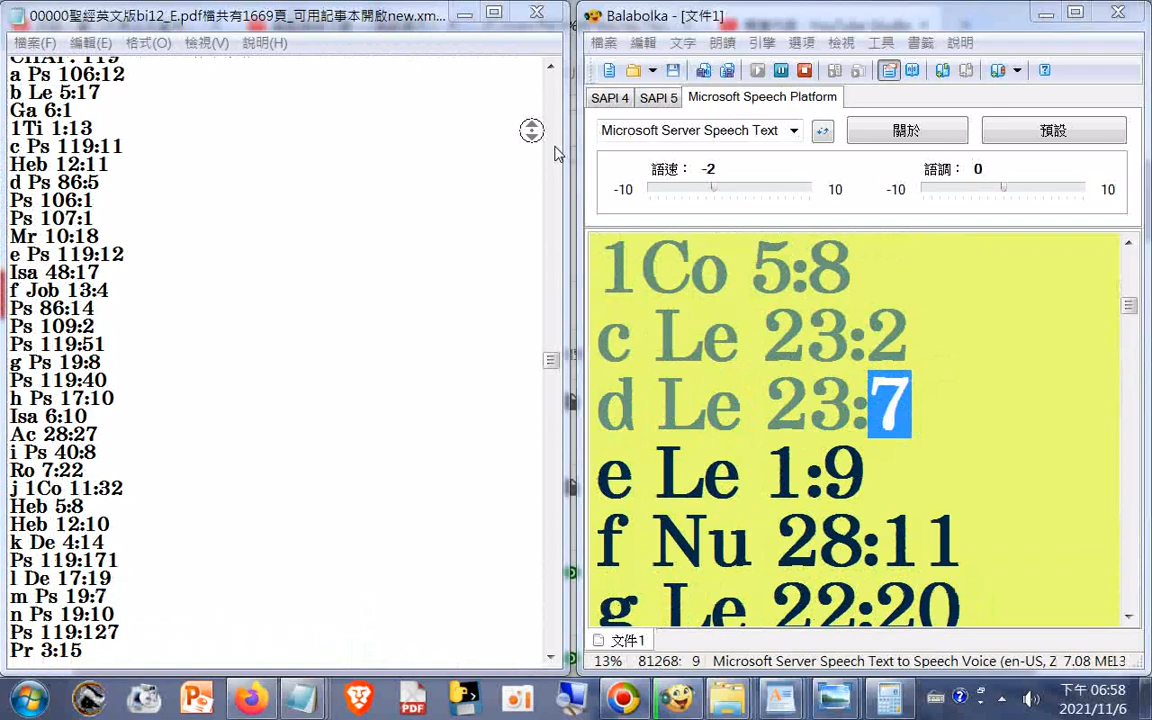 00000聖經英文版bi12_E.pdf檔共有1669頁_可用記事本開啟new.xm...
檔案(F) 編輯(E) 格式(O) 檢視(V) 說明(H)
CHAP. 119
a Ps 106:12
b Le 5:17
Ga 6:1
1Ti 1:13
c Ps 119:11
Heb 12:11
d Ps 86:5
Ps 106:1
Ps 107:1
Mr 10:18
e Ps 119:12
Isa 48:17
f Job 13:4
Ps 86:14
Ps 109:2
Ps 119:51
g Ps 19:8
Ps 119:40
h Ps 17:10
Isa 6:10
Ac 28:27
i Ps 40:8
Ro 7:22
j 1Co 11:32
Heb 5:8
Heb 12:10
k De 4:14
Ps 119:171
l De 17:19
m Ps 19:7
n Ps 19:10
Ps 119:127
Pr 3:15
Balabolka - [文件1]
檔案 編輯 文字 朗讀 引擎 選項 檢視 工具 書籤 說明
SAPI 4 SAPI 5 Microsoft Speech Platform
Microsoft Server Speech Text 關於 預設
語速： -2 語調： 0
-10 10 -10 10
1Co 5:8
c Le 23:2
d Le 23:7
e Le 1:9
f Nu 28:11
g Le 22:20
文件1
13% 81268: 9 Microsoft Server Speech Text to Speech Voice (en-US, Z 7.08 МБ
PDF
下午 06:58
2021/11/6